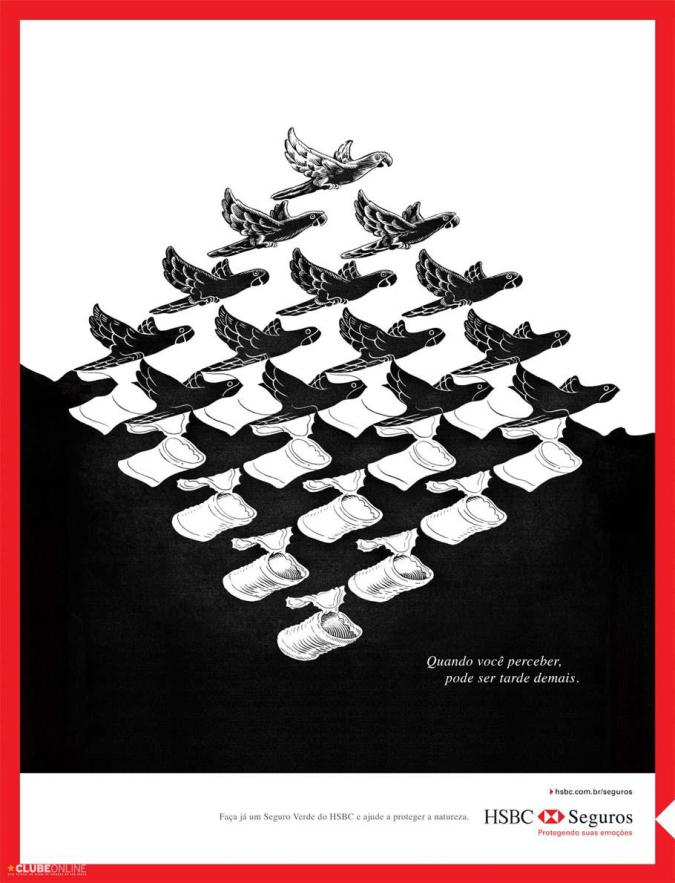 Quando você perceber,
pode ser tarde demais.
hsbc.com.br/seguros
Faça já um Seguro Verde do HSBC e ajude a proteger a natureza.
HSBC Seguros
Protegendo suas emoções
CLUBEONLINE